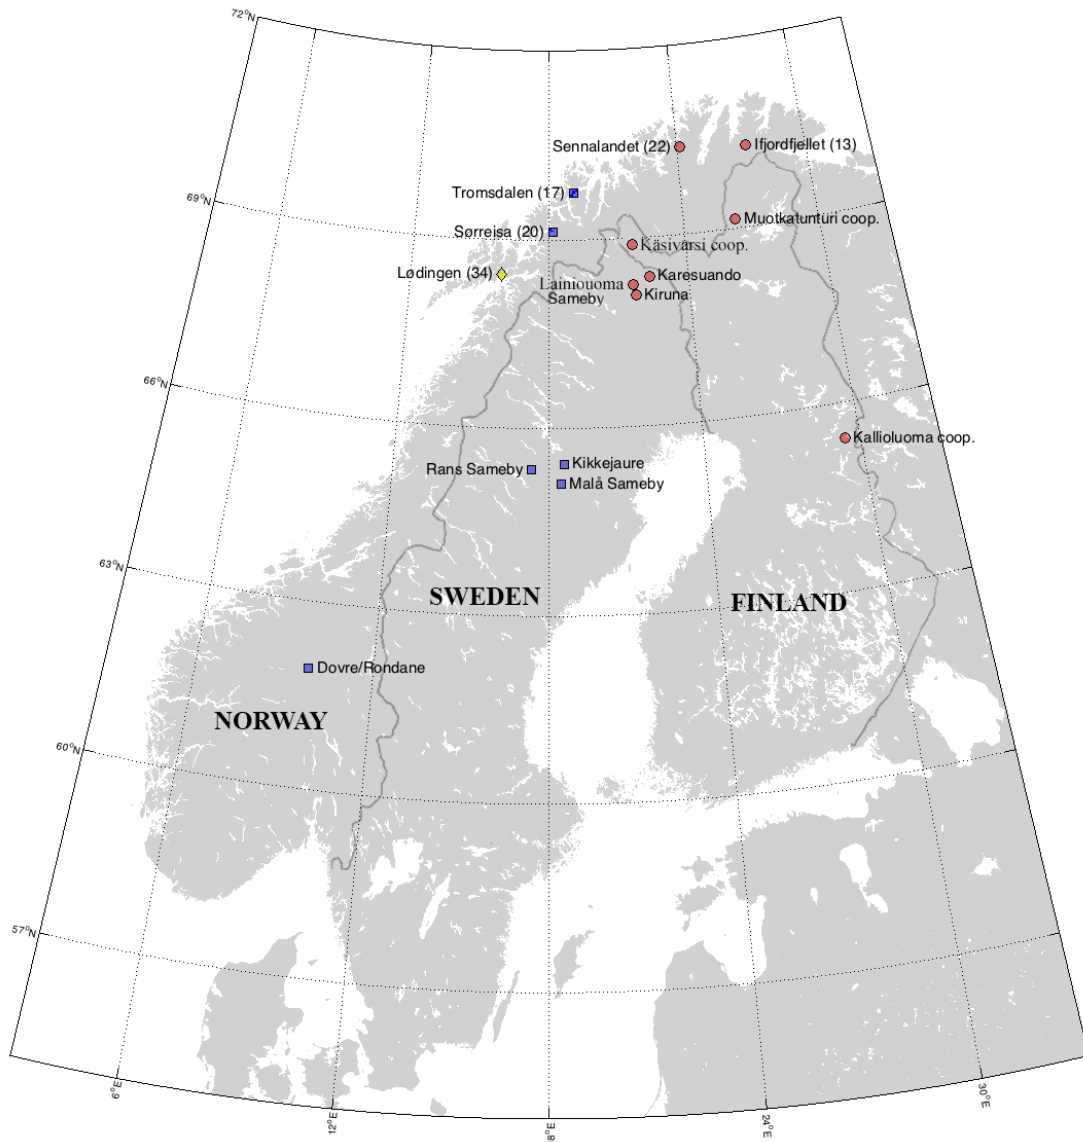 72°N
Sennalandet (22)
Ifjordfjellet (13)
Tromsdalen (17)
69°N
Muotkatunturi coop.
Sørreisa (20)
Käsivarsi coop.
Lødingen (34)
Karesuando
Lainiouoma
Sameby
Kiruna
66°N
Kallioluoma coop.
Kikkejaure
Rans Sameby
Malå Sameby
63°N
SWEDEN
FINLAND
Dovre/Rondane
NORWAY
60°N
57°N
6°E
12°E
8°E
24°E
30°E